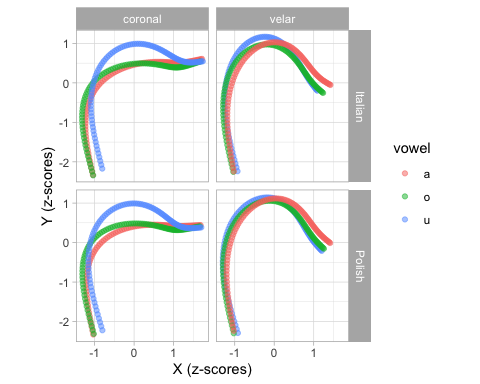 coronal velar
1
0
-1
-2
Italian
1
0
-1
-2
Polish
-1 0 1 -1 0 1
X (z-scores)
Y (z-scores)
vowel
a
o
u